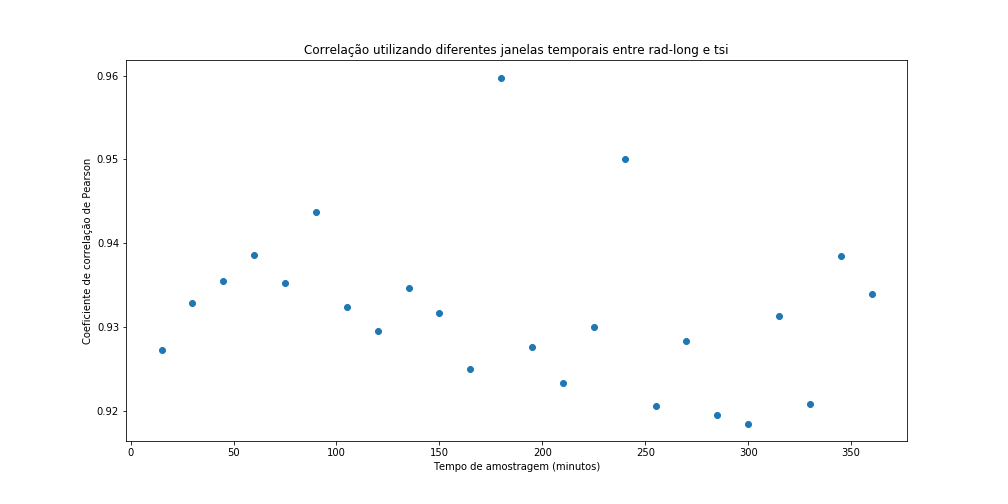 Correlação utilizando diferentes janelas temporais entre rad-long e tsi
0.96
0.95
0.94
0.93
0.92
Coeficiente de correlação de Pearson
0 50 100 150 200 250 300 350
Tempo de amostragem (minutos)